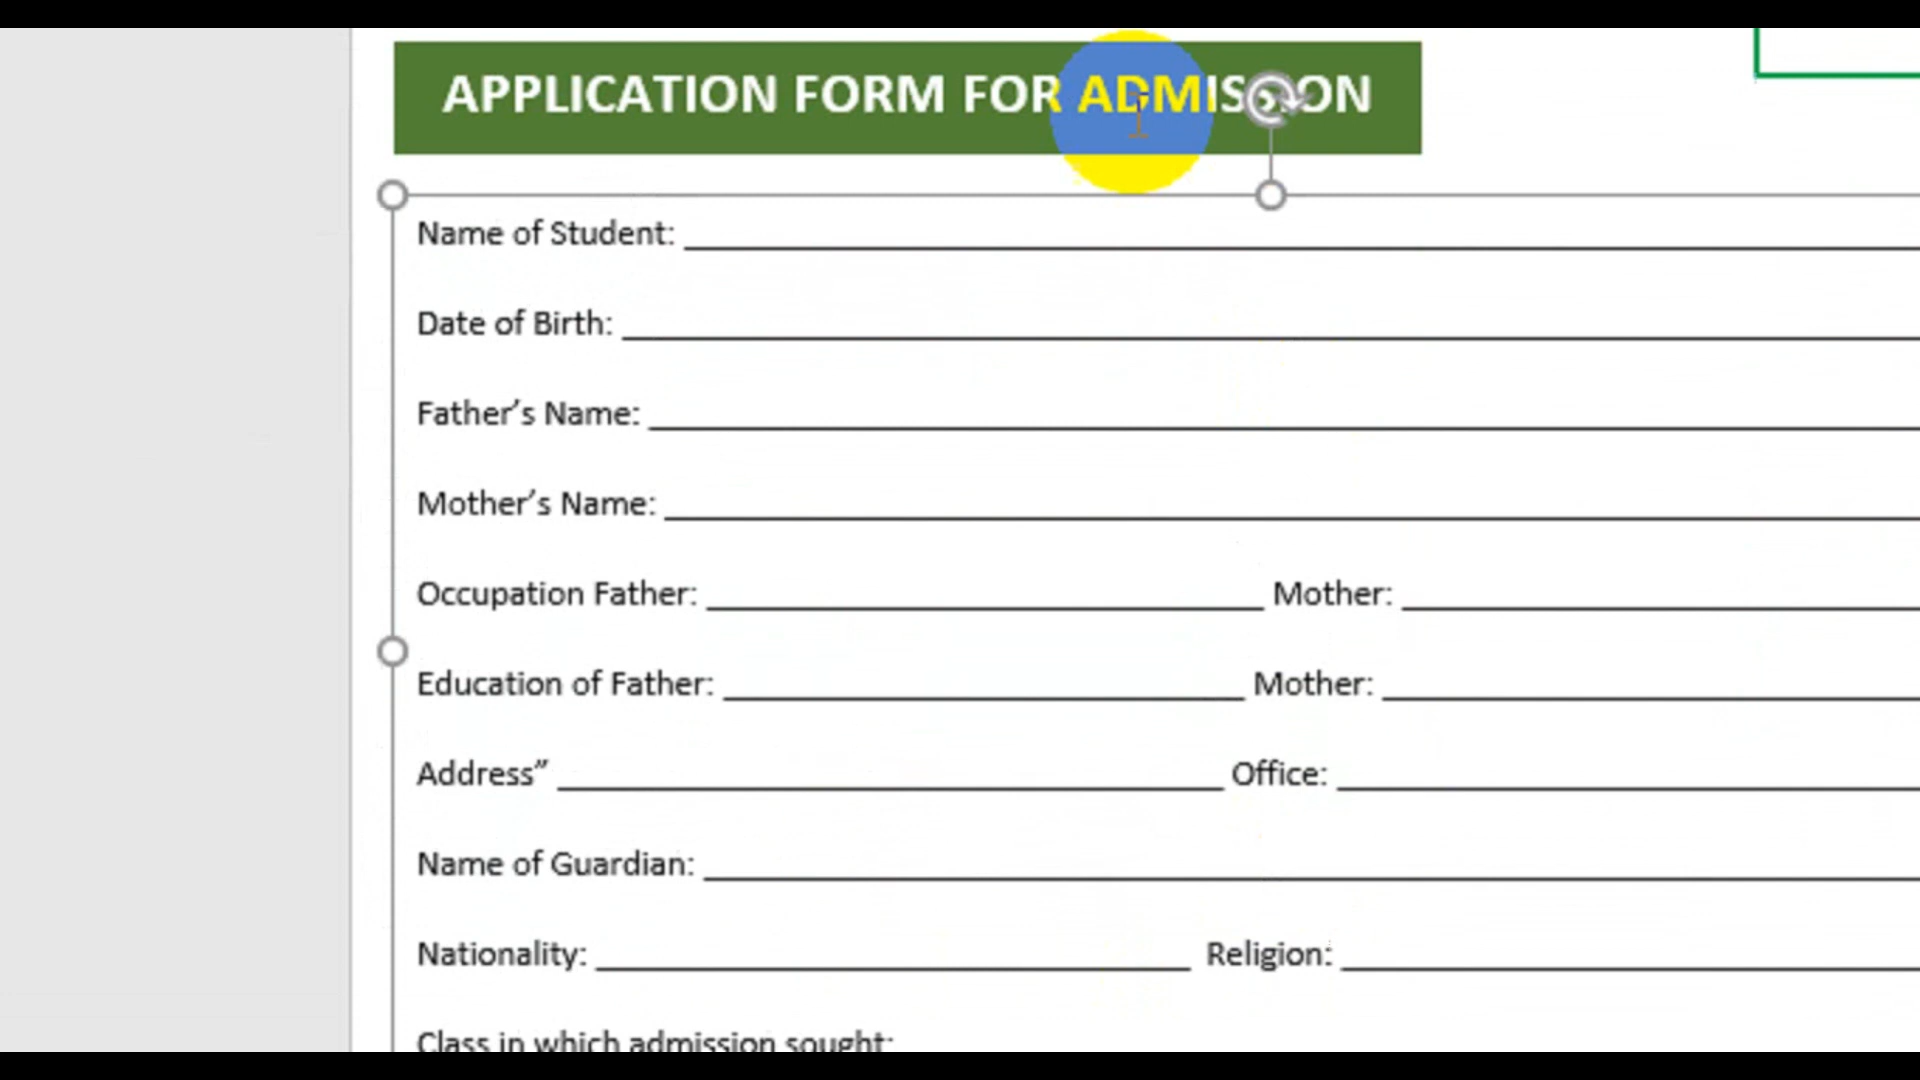 APPLICATION FORM FOR ADMISSION
Name of Student:
Date of Birth:
Father’s Name:
Mother’s Name:
Occupation Father: Mother:
Education of Father: Mother:
Address” Office:
Name of Guardian:
Nationality: Religion:
Class in which admission sought: